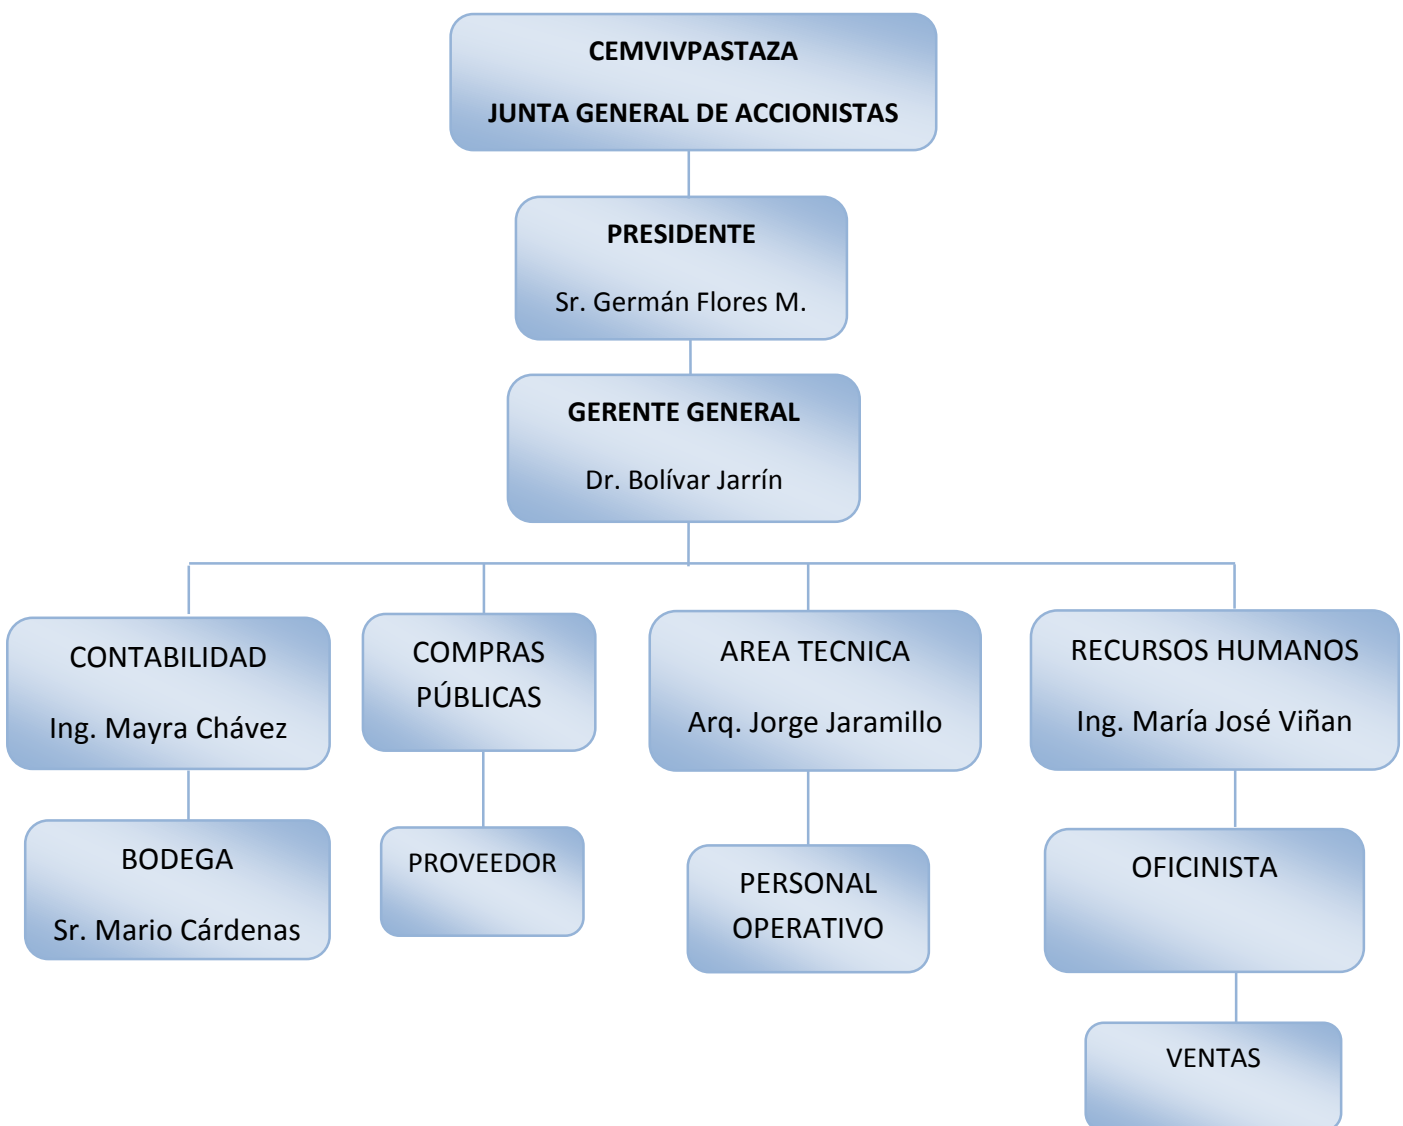 CEMVIVPASTAZA
JUNTA GENERAL DE ACCIONISTAS
PRESIDENTE
Sr. Germán Flores M.
GERENTE GENERAL
Dr. Bolívar Jarrín
CONTABILIDAD
Ing. Mayra Chávez
COMPRAS
PÚBLICAS
AREA TECNICA
Arq. Jorge Jaramillo
RECURSOS HUMANOS
Ing. María José Viñan
BODEGA
Sr. Mario Cárdenas
PROVEEDOR
PERSONAL
OPERATIVO
OFICINISTA
VENTAS